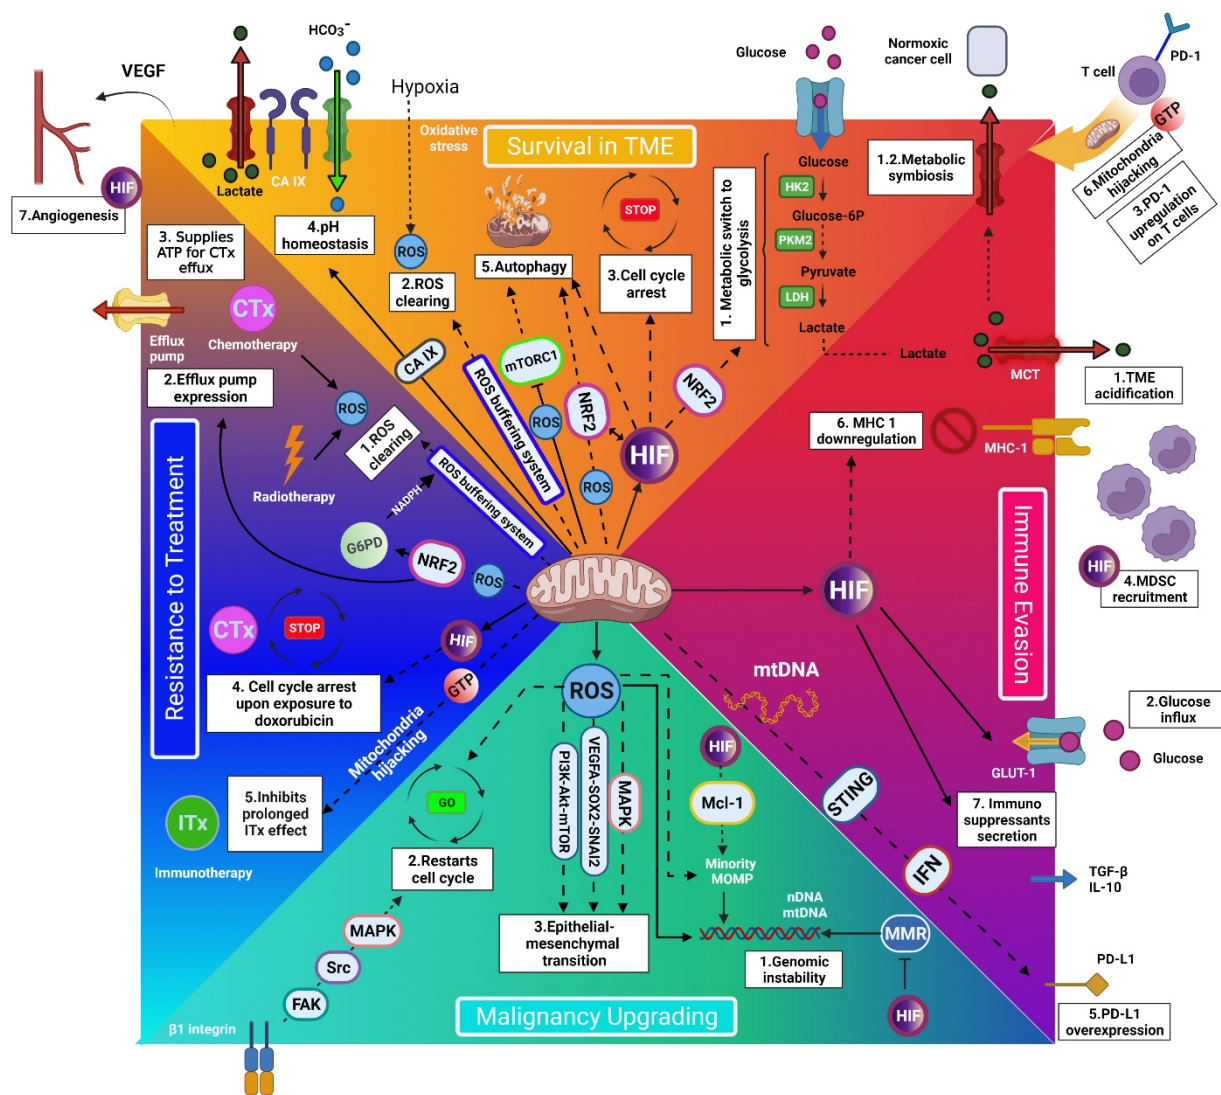 HCO3-
VEGF
Hypoxia
Glucose
Normoxic
cancer cell
T cell
PD-1
GTP
6.Mitochondria
hijacking
3.PD-1
upregulation
on T cells
Oxidative
stress
Survival in TME
CA IX
Lactate
HIF
7.Angiogenesis
4.pH
homeostasis
3. Supplies
ATP for CTx
efflux
Efflux
pump
CTx
Chemotherapy
2.Efflux pump
expression
ROS
2.ROS
clearing
5.Autophagy
STOP
3.Cell cycle
arrest
1. Metabolic switch to
glycolysis
Glucose
HK2
Glucose-6P
PKM2
Pyruvate
LDH
Lactate
Lactate
1.2.Metabolic
symbiosis
MCT
1.TME
acidification
CA IX
ROS buffering system
mTORC1
ROS
NRF2
ROS
HIF
NRF2
6. MHC 1
downregulation
MHC-1
Immune Evasion
HIF
4.MDSC
recruitment
HIF
2.Glucose
influx
Glucose
GLUT-1
7. Immuno
suppressants
secretion
TGF-β
IL-10
PD-L1
5.PD-L1
overexpression
mtDNA
STING
IFN
Resistance to Treatment
ROS
1.ROS
clearing
Radiotherapy
ROS buffering system
NADPH
G6PD
NRF2
ROS
CTx
STOP
HIF
GTP
4. Cell cycle arrest
upon exposure to
doxorubicin
Mitochondria
hijacking
ITx
Immunotherapy
5.Inhibits
prolonged
ITx effect
ROS
GO
2.Restarts
cell cycle
PI3K-Akt-mTOR
VEGFA-SOX2-SNAI2
MAPK
3.Epithelial-
mesenchymal
transition
HIF
Mcl-1
Minority
MOMP
nDNA
mtDNA
MMR
1.Genomic
instability
HIF
MAPK
Src
FAK
β1 integrin
Malignancy Upgrading